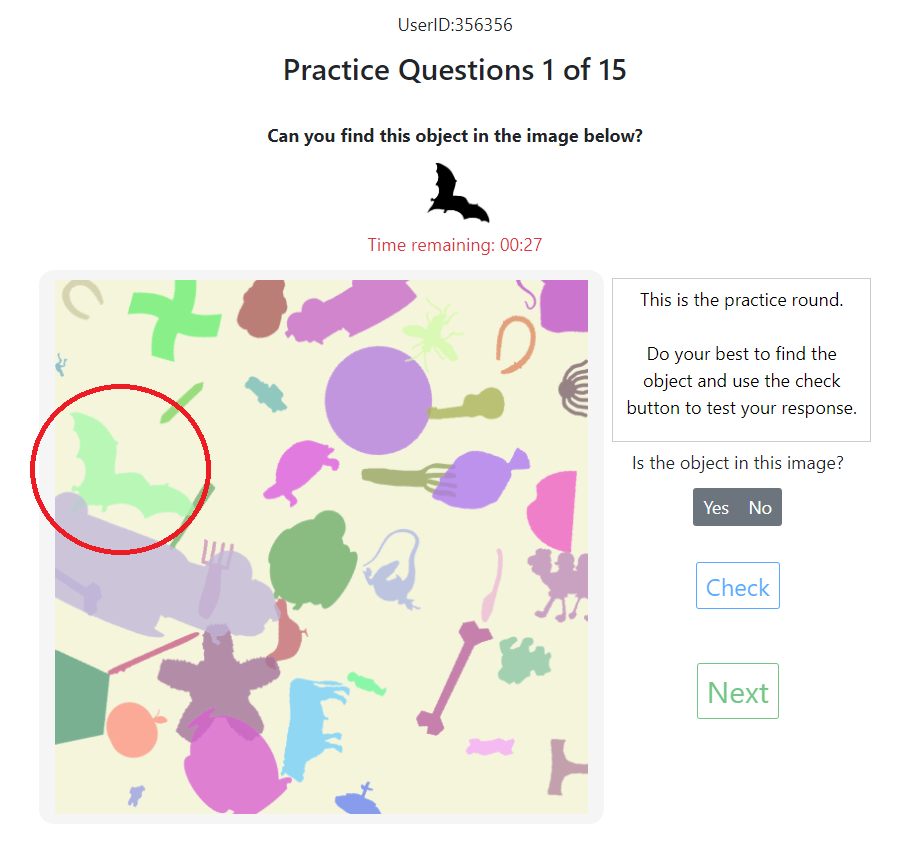 UserID:356356
Practice Questions 1 of 15
Can you find this object in the image below?
Time remaining: 00:27
This is the practice round.
Do your best to find the
object and use the check
button to test your response.
Is the object in this image?
Yes No
Check
Next